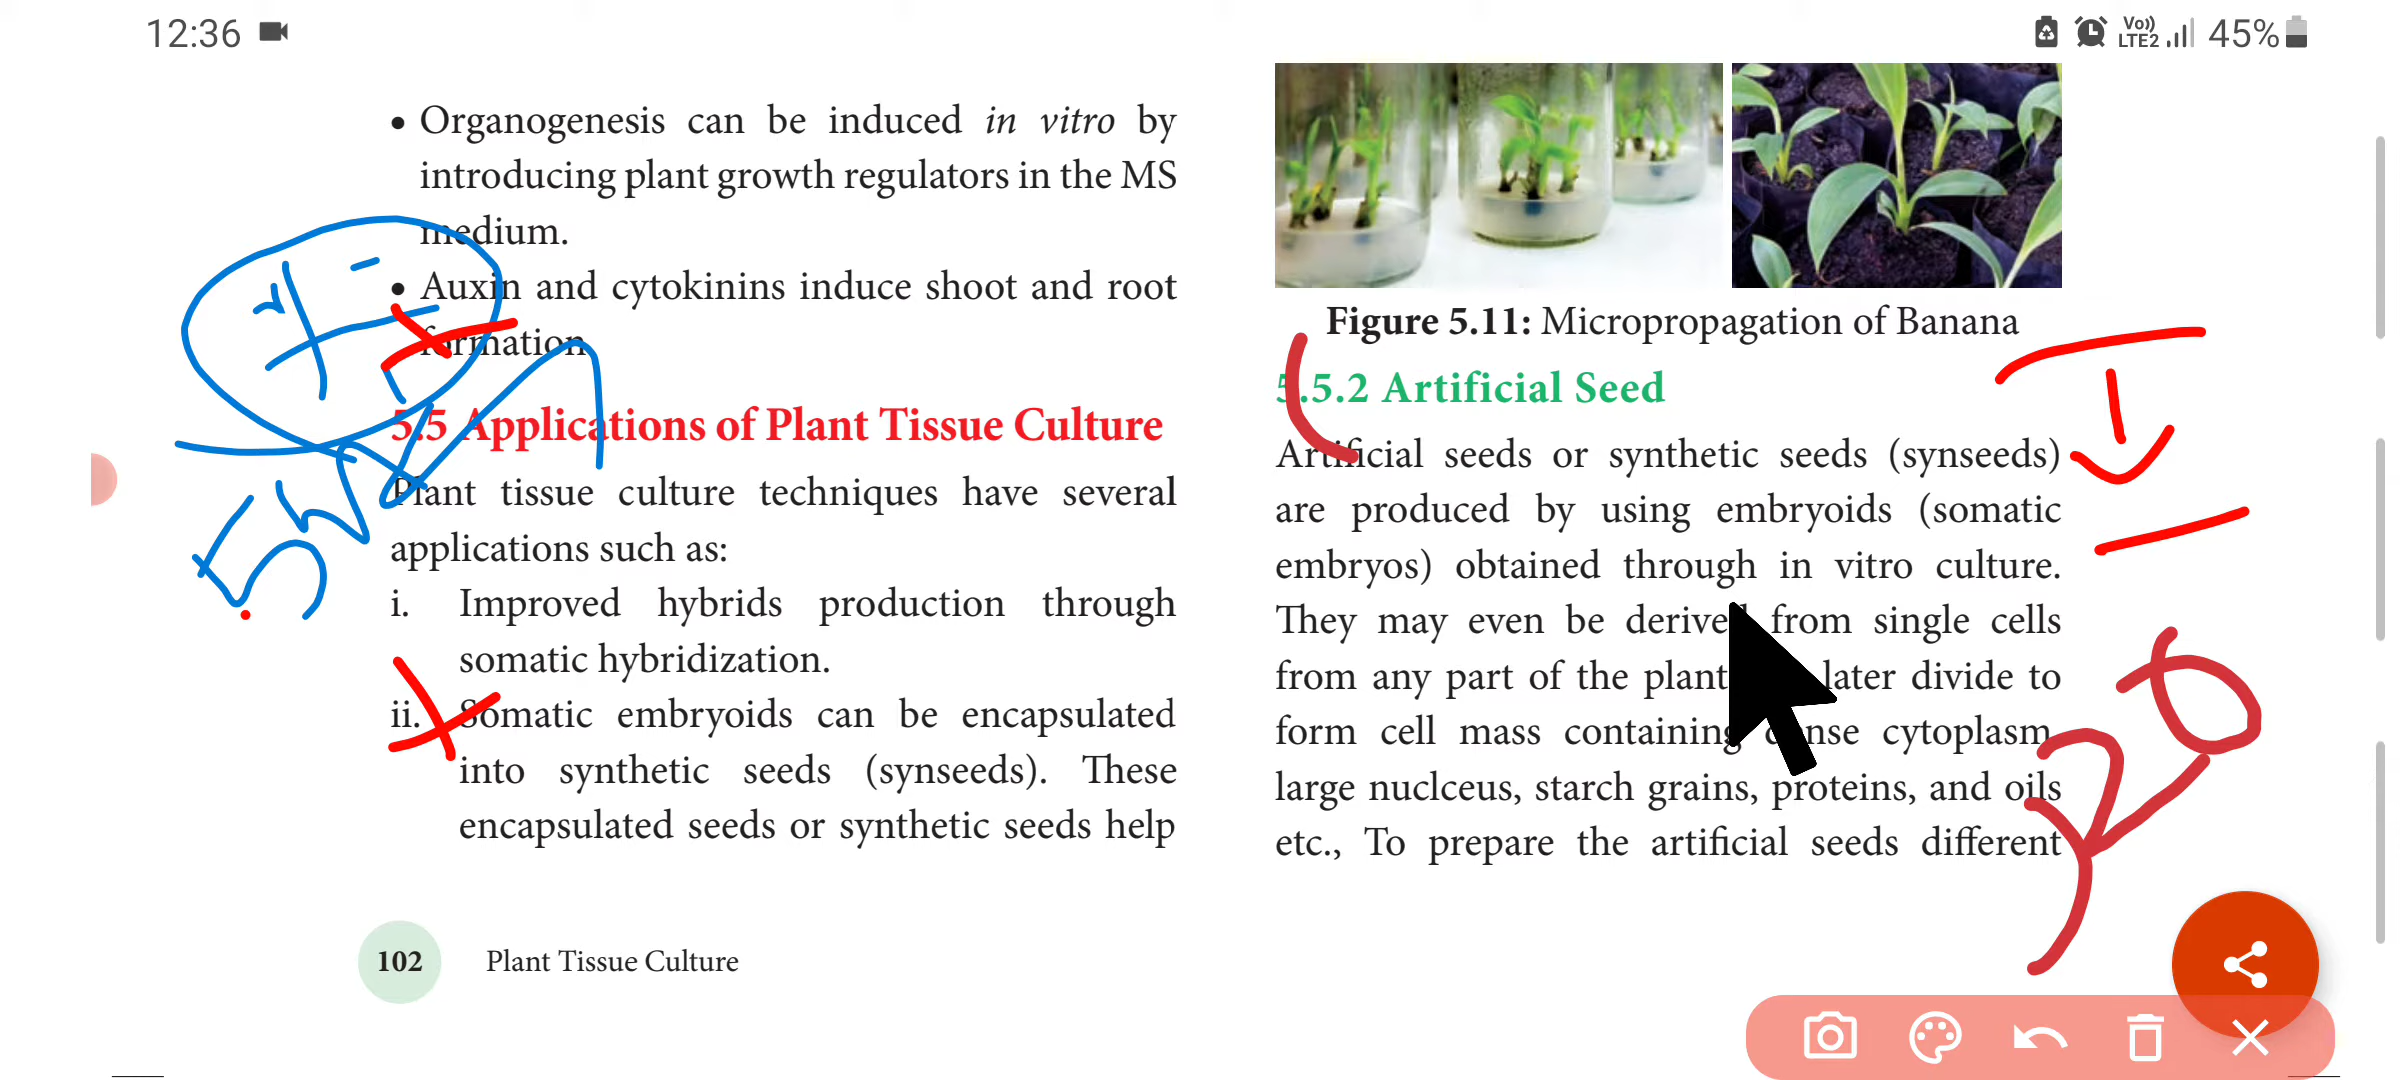 12:36
Vo)) LTE2 45%
• Organogenesis can be induced in vitro by
introducing plant growth regulators in the MS
medium.
• Auxin and cytokinins induce shoot and root
formation
5.5 Applications of Plant Tissue Culture
Plant tissue culture techniques have several
applications such as:
i. Improved hybrids production through
somatic hybridization.
ii. Somatic embryoids can be encapsulated
into synthetic seeds (synseeds). These
encapsulated seeds or synthetic seeds help
102 Plant Tissue Culture
Figure 5.11: Micropropagation of Banana
5.5.2 Artificial Seed
Artificial seeds or synthetic seeds (synseeds)
are produced by using embryoids (somatic
embryos) obtained through in vitro culture.
They may even be derived from single cells
from any part of the plant later divide to
form cell mass containing dense cytoplasm,
large nuclceus, starch grains, proteins, and oils
etc., To prepare the artificial seeds different